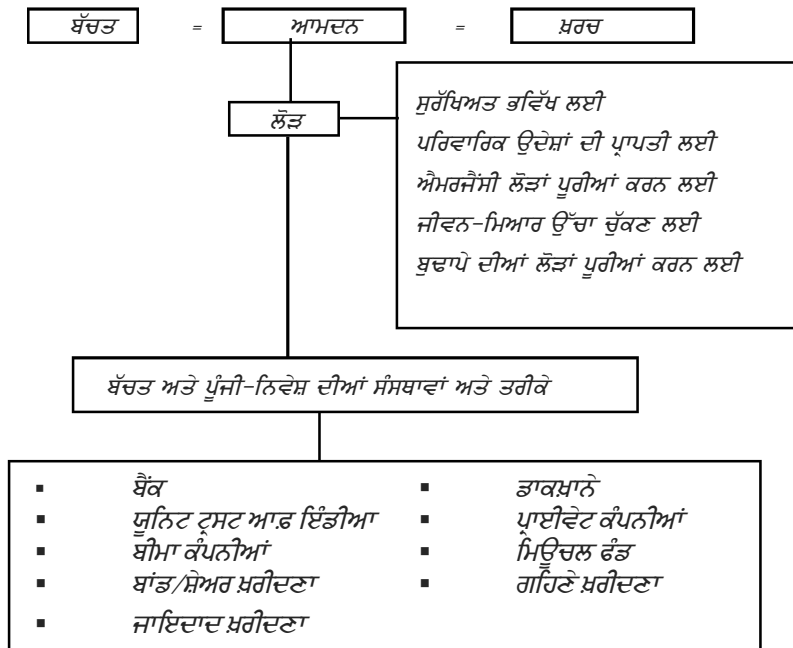 ਬੱਚਤ = ਆਮਦਨ = ਖ਼ਰਚ
ਲੋੜ
ਸੁਰੱਖਿਅਤ ਭਵਿੱਖ ਲਈ
ਪਰਿਵਾਰਿਕ ਉਦੇਸ਼ਾਂ ਦੀ ਪ੍ਰਾਪਤੀ ਲਈ
ਐਮਰਜੈਂਸੀ ਲੋੜਾਂ ਪੂਰੀਆਂ ਕਰਨ ਲਈ
ਜੀਵਨ-ਮਿਆਰ ਉੱਚਾ ਚੁੱਕਣ ਲਈ
ਬੁਢਾਪੇ ਦੀਆਂ ਲੋੜਾਂ ਪੂਰੀਆਂ ਕਰਨ ਲਈ
ਬੱਚਤ ਅਤੇ ਪੂੰਜੀ-ਨਿਵੇਸ਼ ਦੀਆਂ ਸੰਸਥਾਵਾਂ ਅਤੇ ਤਰੀਕੇ
▪ ਬੈਂਕ ▪ ਡਾਕਖ਼ਾਨੇ
▪ ਯੂਨਿਟ ਟ੍ਰਸਟ ਆਫ਼ ਇੰਡੀਆ ▪ ਪ੍ਰਾਈਵੇਟ ਕੰਪਨੀਆਂ
▪ ਬੀਮਾ ਕੰਪਨੀਆਂ ▪ ਮਿਊਚਲ ਫੰਡ
▪ ਬਾਂਡ/ਸ਼ੇਅਰ ਖ਼ਰੀਦਣਾ ▪ ਗਹਿਣੇ ਖ਼ਰੀਦਣਾ
▪ ਜਾਇਦਾਦ ਖ਼ਰੀਦਣਾ